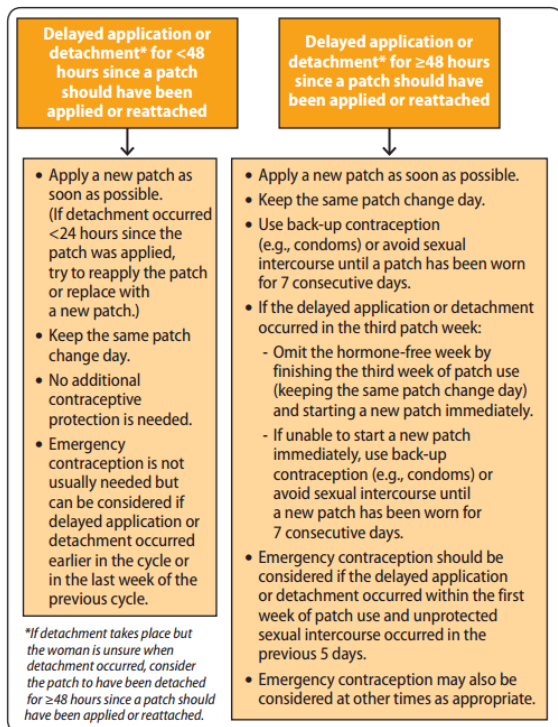 Delayed application or
detachment* for <48
hours since a patch
should have been
applied or reattached
• Apply a new patch as
soon as possible.
(If detachment occurred
<24 hours since the
patch was applied,
try to reapply the patch
or replace with
a new patch.)
• Keep the same patch
change day.
• No additional
contraceptive
protection is needed.
• Emergency
contraception is not
usually needed but
can be considered if
delayed application or
detachment occurred
earlier in the cycle or
in the last week of the
previous cycle.
*If detachment takes place but
the woman is unsure when
detachment occurred, consider
the patch to have been detached
for ≥48 hours since a patch should
have been applied or reattached.
Delayed application or
detachment* for ≥48 hours
since a patch should have
been applied or reattached
• Apply a new patch as soon as possible.
• Keep the same patch change day.
• Use back-up contraception
(e.g., condoms) or avoid sexual
intercourse until a patch has been worn
for 7 consecutive days.
• If the delayed application or detachment
occurred in the third patch week:
- Omit the hormone-free week by
finishing the third week of patch use
(keeping the same patch change day)
and starting a new patch immediately.
- If unable to start a new patch
immediately, use back-up
contraception (e.g., condoms) or
avoid sexual intercourse until
a new patch has been worn for
7 consecutive days.
• Emergency contraception should be
considered if the delayed application
or detachment occurred within the first
week of patch use and unprotected
sexual intercourse occurred in the
previous 5 days.
• Emergency contraception may also be
considered at other times as appropriate.